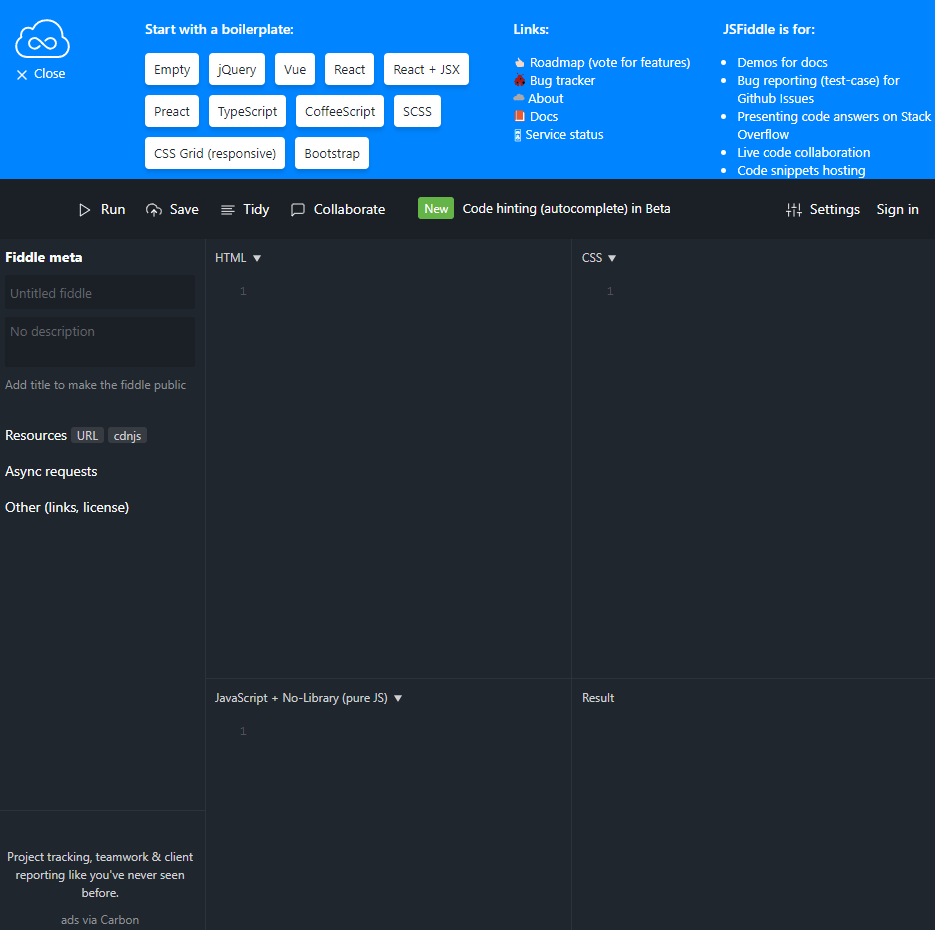 Close
Start with a boilerplate:
Empty jQuery Vue React React + JSX
Preact TypeScript CoffeeScript SCSS
CSS Grid (responsive) Bootstrap
Links:
Roadmap (vote for features)
Bug tracker
About
Docs
Service status
JSFiddle is for:
Demos for docs
Bug reporting (test-case) for
Github Issues
Presenting code answers on Stack
Overflow
Live code collaboration
Code snippets hosting
Run Save Tidy Collaborate New Code hinting (autocomplete) in Beta Settings Sign in
Fiddle meta
Untitled fiddle
No description
Add title to make the fiddle public
Resources URL cdnjs
Async requests
Other (links, license)
Project tracking, teamwork & client
reporting like you've never seen
before.
ads via Carbon
HTML ▼
1
CSS ▼
1
JavaScript + No-Library (pure JS) ▼
1
Result